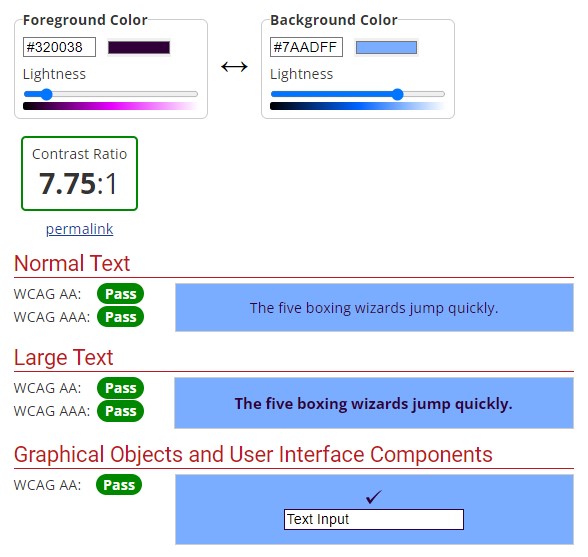 Foreground Color
#320038
Lightness
Background Color
#7AADFF
Lightness
Contrast Ratio
7.75:1
permalink
Normal Text
WCAG AA: Pass
WCAG AAA: Pass
The five boxing wizards jump quickly.
Large Text
WCAG AA: Pass
WCAG AAA: Pass
The five boxing wizards jump quickly.
Graphical Objects and User Interface Components
WCAG AA: Pass
Text Input